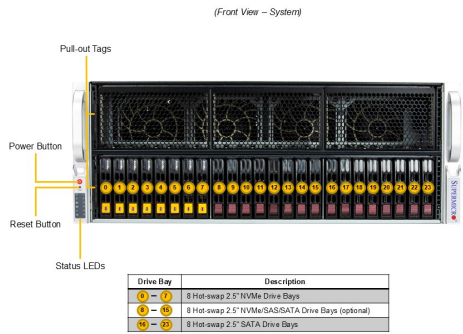 (Front View – System)
Pull-out Tags
Power Button
Reset Button
Status LEDs
0 1 2 3 4 5 6 7 8 9 10 11 12 13 14 15 16 17 18 19 20 21 22 23
SUPERMICRO
Drive Bay Description
0 – 7 8 Hot-swap 2.5" NVMe Drive Bays
8 – 15 8 Hot-swap 2.5" NVMe/SAS/SATA Drive Bays (optional)
16 – 23 8 Hot-swap 2.5" SATA Drive Bays